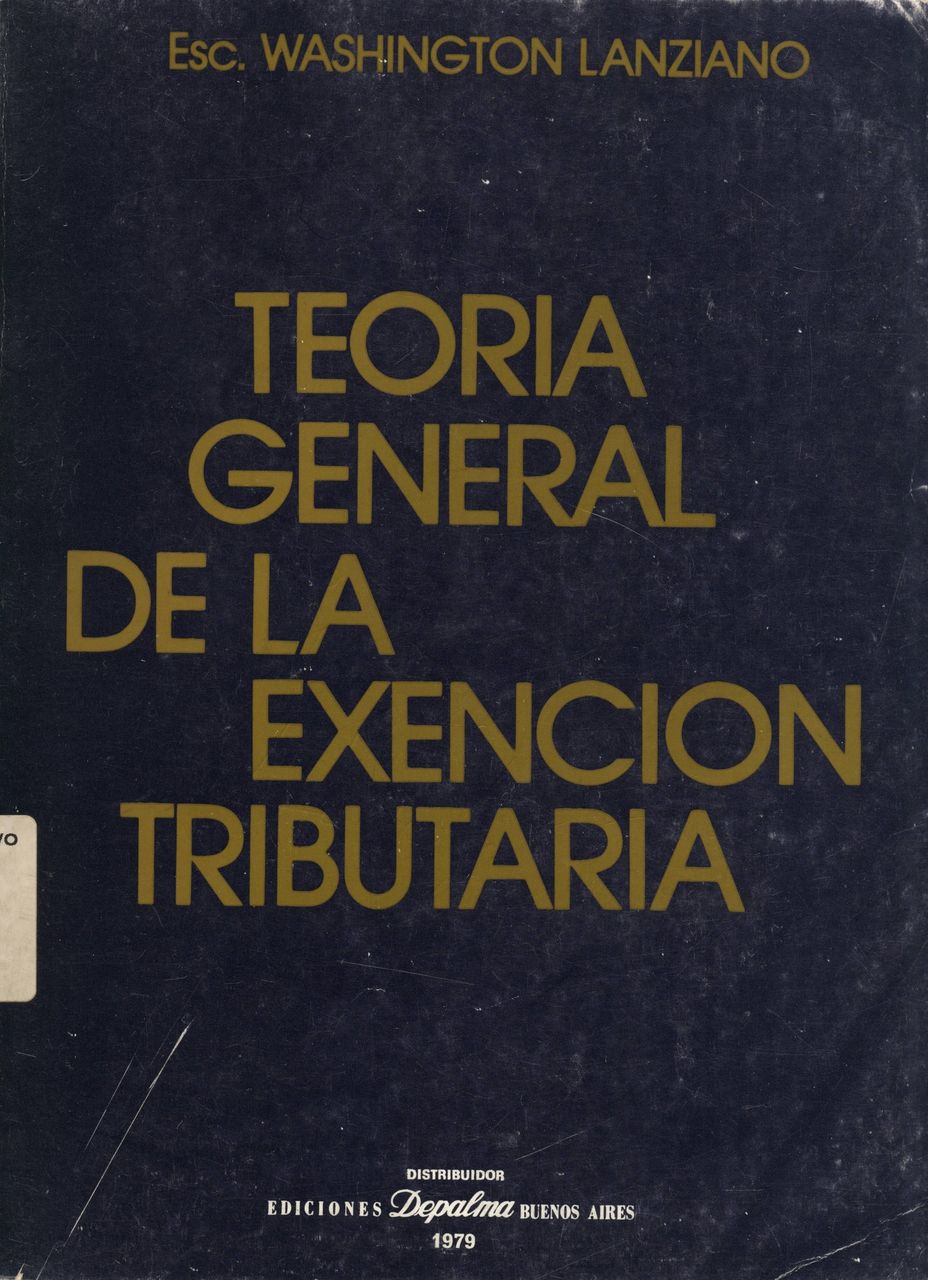 Esc. WASHINGTON LANZIANO
TEORIA
GENERAL
DE LA
EXENCION
TRIBUTARIA
DISTRIBUIDOR
EDICIONES Depalma BUENOS AIRES
1979